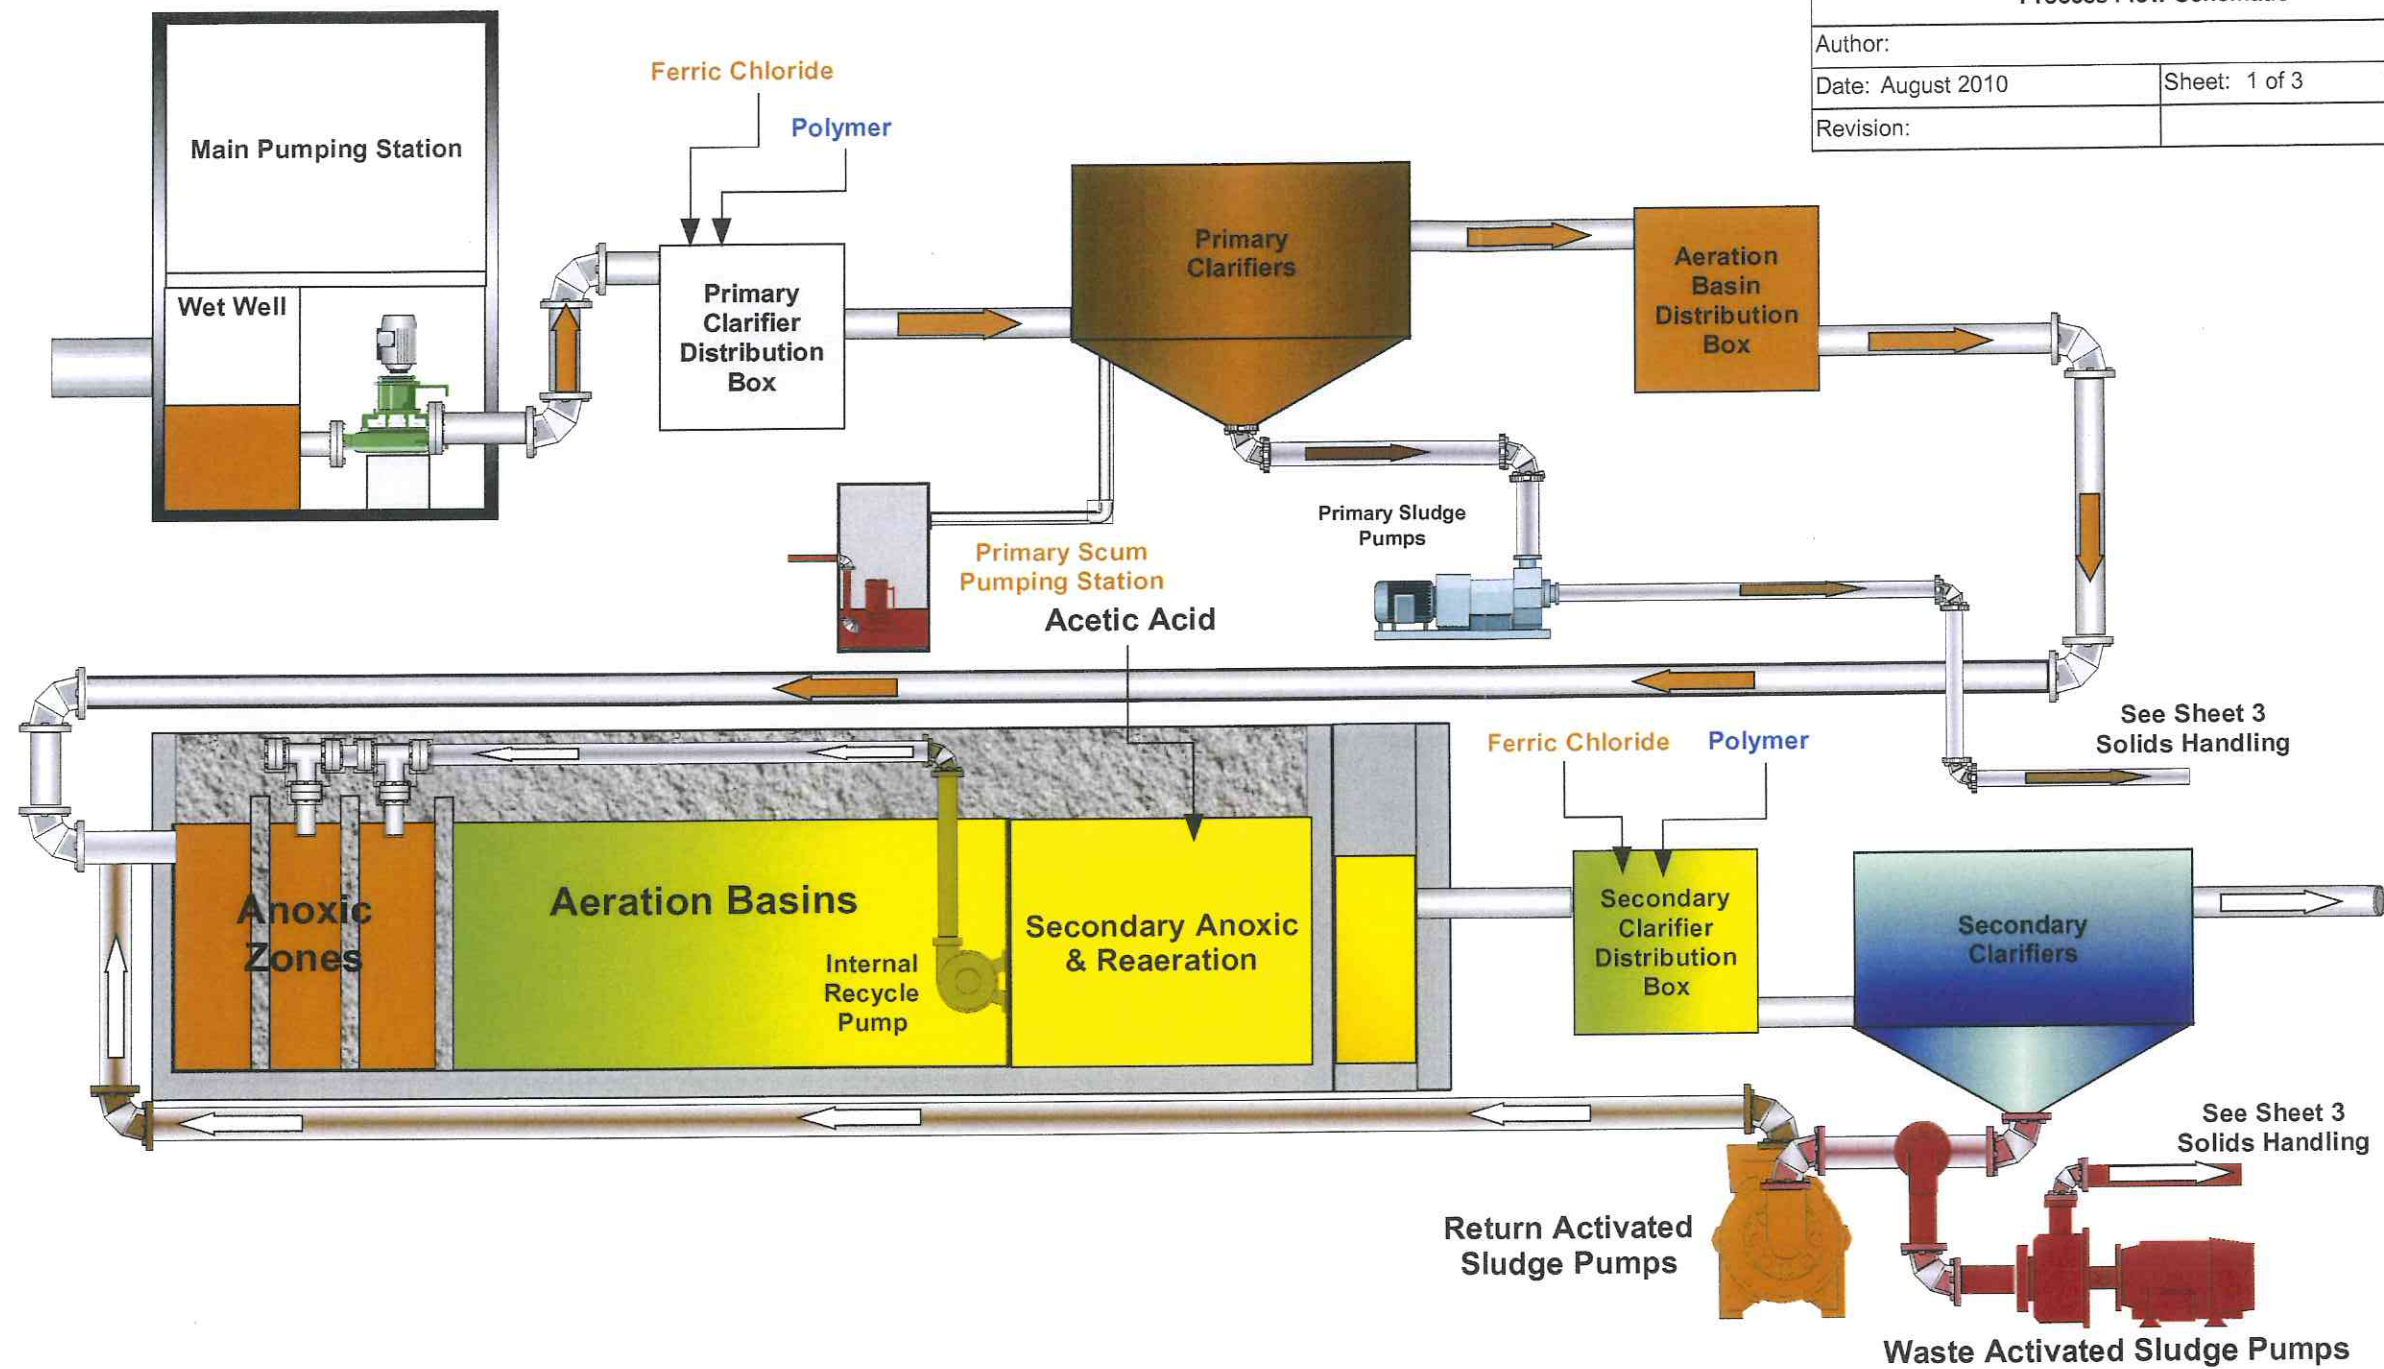 Process Flow Schematic
Author:
Date: August 2010
Sheet: 1 of 3
Revision:
Main Pumping Station
Wet Well
Ferric Chloride
Polymer
Primary
Clarifier
Distribution
Box
Primary
Clarifiers
Aeration
Basin
Distribution
Box
Primary Scum
Pumping Station
Primary Sludge
Pumps
Acetic Acid
See Sheet 3
Solids Handling
Anoxic
Zones
Aeration Basins
Internal
Recycle
Pump
Secondary Anoxic
& Reaeration
Ferric Chloride
Polymer
Secondary
Clarifier
Distribution
Box
Secondary
Clarifiers
See Sheet 3
Solids Handling
Return Activated
Sludge Pumps
Waste Activated Sludge Pumps